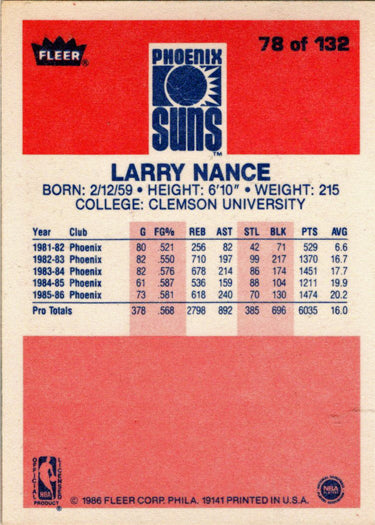 FLEER®
PHOENIX
SUNS
TM
78 of 132
LARRY NANCE
BORN: 2/12/59 • HEIGHT: 6'10" • WEIGHT: 215
COLLEGE: CLEMSON UNIVERSITY
Year Club G FG% REB AST STL BLK PTS AVG
1981-82 Phoenix 80 .521 256 82 42 71 529 6.6
1982-83 Phoenix 82 .550 710 197 99 217 1370 16.7
1983-84 Phoenix 82 .576 678 214 86 174 1451 17.7
1984-85 Phoenix 61 .587 536 159 88 104 1211 19.9
1985-86 Phoenix 73 .581 618 240 70 130 1474 20.2
Pro Totals 378 .568 2798 892 385 696 6035 16.0
OFFICIAL LICENSED
NBA
PRODUCT
NBA
PLAYERS
© 1986 FLEER CORP. PHILA. 19141 PRINTED IN U.S.A.